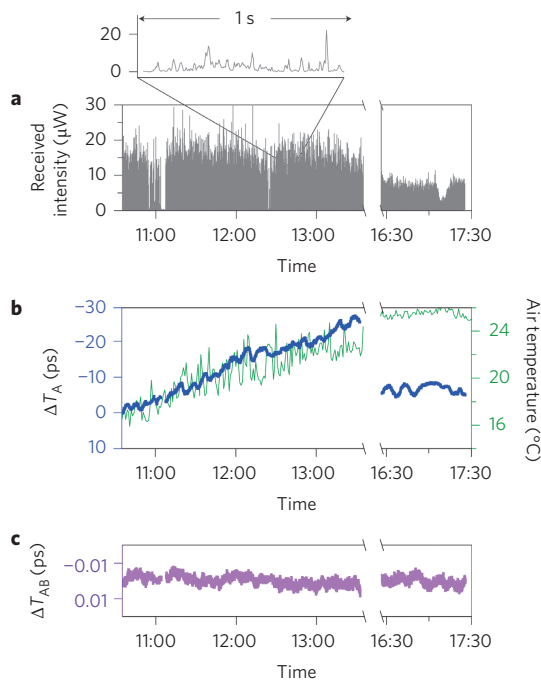 1 s
20
0
a
30
20
10
0
Received
intensity (μW)
11:00 12:00 13:00 16:30 17:30
Time
b
−30
−20
−10
0
10
ΔT_A (ps)
24
22
20
18
16
Air temperature (°C)
11:00 12:00 13:00 16:30 17:30
Time
c
−0.01
0.01
ΔT_AB (ps)
11:00 12:00 13:00 16:30 17:30
Time